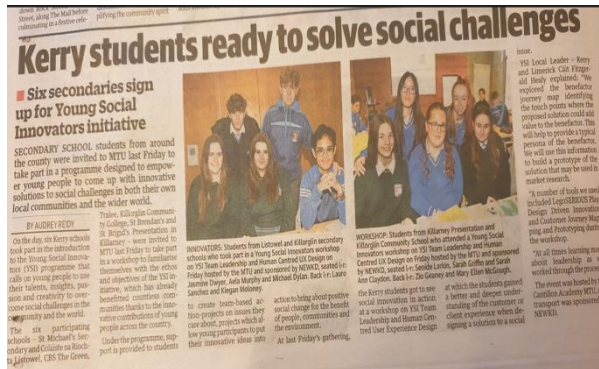 Street, along The Mall before
culminating in a festive cele-
plifying the community spirit
Kerry students ready to solve social challenges
Six secondaries sign
up for Young Social
Innovators initiative
SECONDARY SCHOOL students from around
the county were invited to MTU last Friday to
take part in a programme designed to empow-
er young people to come up with innovative
solutions to social challenges in both their own
local communities and the wider world.
BY AUDREY REIDY
On the day, six Kerry schools
took part in the introduction
to the Young Social Innova-
tors (YSI) programme that
calls on young people to use
their talents, insights, pas-
sion and creativity to over-
come social challenges in the
community and the world.
The six participating
schools - St Michael's Sec-
ondary and Coláiste na
Listowel, CBS The Green,
Tralee, Killorglin Commun-
ity College, St Brendan's and
St Brigid's Presentation in
Killarney - were invited to
MTU last Friday to take part
in a workshop to familiarise
themselves with the ethos
and objectives of the YSI in-
itiative, which has already
benefitted countless com-
munities thanks to the inno-
vative contributions of young
people across the country.
Under the programme, sup-
port is provided to students
INNOVATORS: Students from Listowel and Killorglin secondary
schools who took part in a Young Social Innovation workshop
on YSI Team Leadership and Human Centred UX Design on
Friday hosted by the MTU and sponsored by NEWKD, seated l-r:
Jasmine Dwyer, Aela Murphy and Michael Dylan. Back l-r: Lauro
Sanchez and Kiegan Moloney.
to create team-based ac-
tion-projects on issues they
care about, projects which al-
low young participants to put
their innovative ideas into
action to bring about positive
social change for the benefit
of people, communities and
the environment.
At last Friday's gathering,
WORKSHOP: Students from Killarney Presentation and
Killorglin Community School who attended a Young Social
Innovation workshop on YSI Team Leadership and Human
Centred UX Design on Friday hosted by the MTU and sponsored
by NEWKD, seated l-r: Seodie Larkin, Sarah Griffin and Sarah
Ann Claydon. Back l-r: Zio Geaney and Mary Ellen McGough.
the Kerry students got to see
social innovation in action
at a workshop on YSI Team
Leadership and Human Cen-
tred User Experience Design
at which the students gained
a better and deeper under-
standing of the customer or
client experience when de-
signing a solution to a social
issue.
YSI Local Leader - Kerry
and Limerick Cáit Fitzger-
ald Healy explained: "We
explored the benefactor
journey map identifying
the touch points where the
proposed solution could add
value to the benefactor. This
will help to provide a typical
persona of the benefactor.
We will use this information
to build a prototype of the
solution that may be used in
market research.
"A number of tools we used
included LegoSERIOUS Play,
Design Driven Innovation
and Customer Journey Map-
ping and Prototyping during
the workshop.
"At all times learning more
about leadership as we
worked through the process
The event was hosted by
Cantillon Academy MTU
transport was sponsored
NEWKD.